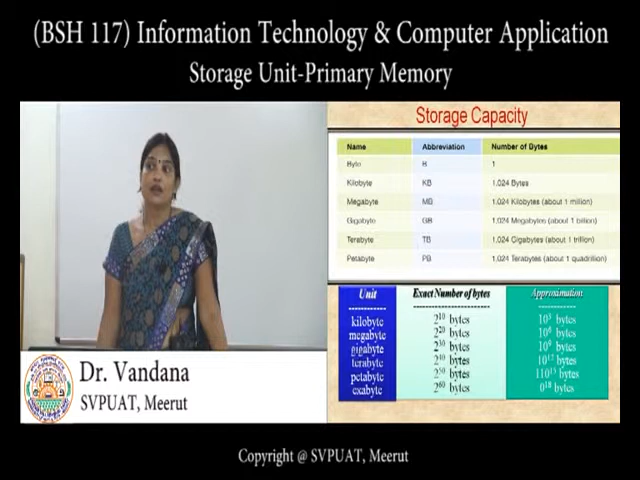 (BSH 117) Information Technology & Computer Application
Storage Unit-Primary Memory
Storage Capacity
Name Abbreviation Number of Bytes
Byte B 1
Kilobyte KB 1,024 Bytes
Megabyte MB 1,024 Kilobytes (about 1 million)
Gigabyte GB 1,024 Megabytes (about 1 billion)
Terabyte TB 1,024 Gigabytes (about 1 trillion)
Petabyte PB 1,024 Terabytes (about 1 quadrillion)
Unit Exact Number of bytes Approximation
kilobyte 2^10 bytes 10^3 bytes
megabyte 2^20 bytes 10^6 bytes
gigabyte 2^30 bytes bytes
terabyte 2^40 bytes 10^12 bytes
petabyte 2^50 bytes 110^15 bytes
exabyte 2^60 bytes 0^18 bytes
Dr. Vandana
SVPUAT, Meerut
Copyright @ SVPUAT, Meerut